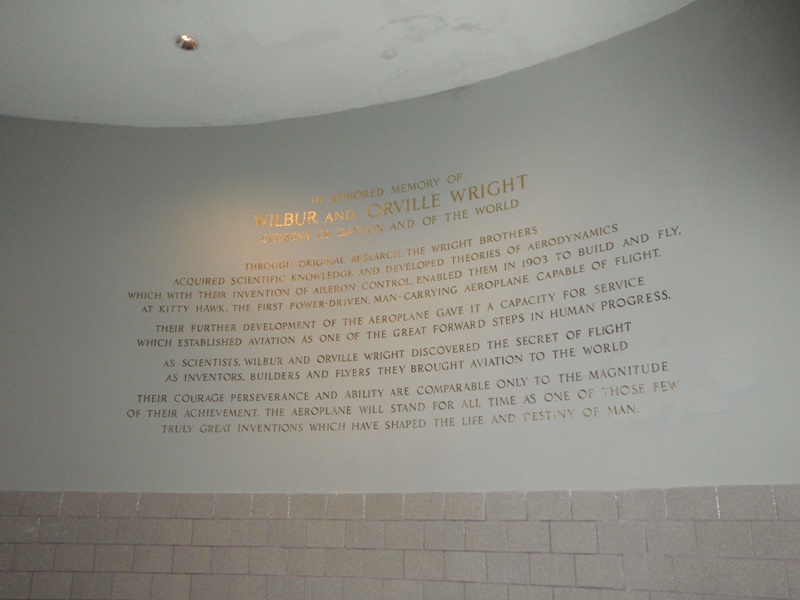 IN HONORED MEMORY OF
WILBUR AND ORVILLE WRIGHT
CITIZENS OF DAYTON AND OF THE WORLD
THROUGH ORIGINAL RESEARCH, THE WRIGHT BROTHERS
ACQUIRED SCIENTIFIC KNOWLEDGE AND DEVELOPED THEORIES OF AERODYNAMICS
WHICH, WITH THEIR INVENTION OF AILERON CONTROL, ENABLED THEM IN 1903 TO BUILD AND FLY,
AT KITTY HAWK, THE FIRST POWER-DRIVEN, MAN-CARRYING AEROPLANE CAPABLE OF FLIGHT.
THEIR FURTHER DEVELOPMENT OF THE AEROPLANE GAVE IT A CAPACITY FOR SERVICE
WHICH ESTABLISHED AVIATION AS ONE OF THE GREAT FORWARD STEPS IN HUMAN PROGRESS.
AS SCIENTISTS, WILBUR AND ORVILLE WRIGHT DISCOVERED THE SECRET OF FLIGHT
AS INVENTORS, BUILDERS AND FLYERS THEY BROUGHT AVIATION TO THE WORLD
THEIR COURAGE PERSEVERANCE AND ABILITY ARE COMPARABLE ONLY TO THE MAGNITUDE
OF THEIR ACHIEVEMENT. THE AEROPLANE WILL STAND FOR ALL TIME AS ONE OF THOSE FEW
TRULY GREAT INVENTIONS WHICH HAVE SHAPED THE LIFE AND DESTINY OF MAN.